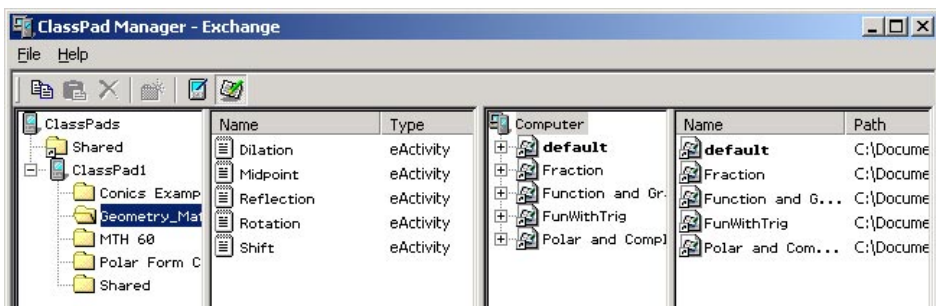 ClassPad Manager - Exchange
File Help
ClassPads
Shared
ClassPad1
Conics Examp
Geometry_Mat
MTH 60
Polar Form C
Shared
Name Type
Dilation eActivity
Midpoint eActivity
Reflection eActivity
Rotation eActivity
Shift eActivity
Computer
default
Fraction
Function and Gr
FunWithTrig
Polar and Compl
Name Path
default C:\Docume
Fraction C:\Docume
Function and G... C:\Docume
FunWithTrig C:\Docume
Polar and Com... C:\Docume